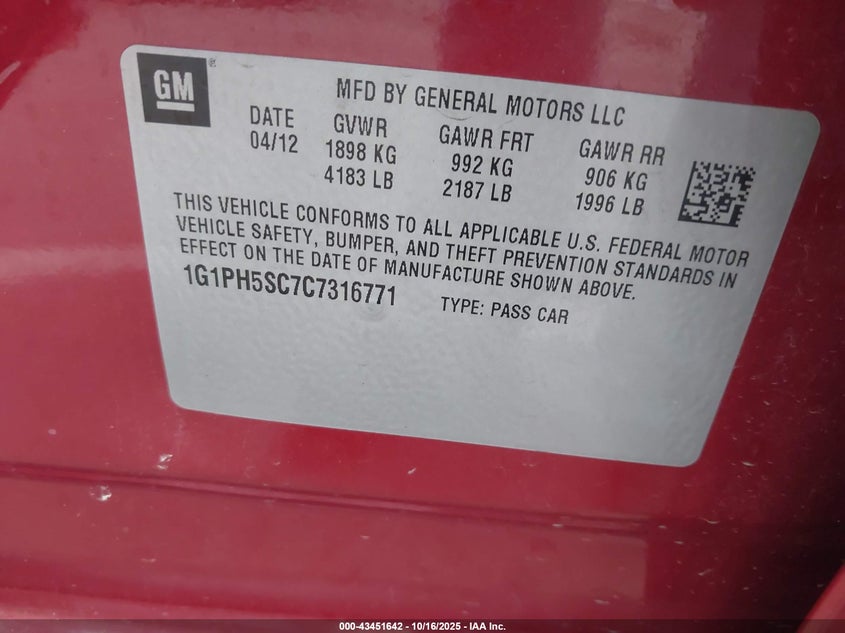 GM®
MFD BY GENERAL MOTORS LLC
DATE GVWR GAWR FRT GAWR RR
04/12 1898 KG 992 KG 906 KG
4183 LB 2187 LB 1996 LB
THIS VEHICLE CONFORMS TO ALL APPLICABLE U.S. FEDERAL MOTOR
VEHICLE SAFETY, BUMPER, AND THEFT PREVENTION STANDARDS IN
EFFECT ON THE DATE OF MANUFACTURE SHOWN ABOVE.
1G1PH5SC7C7316771 TYPE: PASS CAR
000-43451642 - 10/16/2025 - IAA Inc.